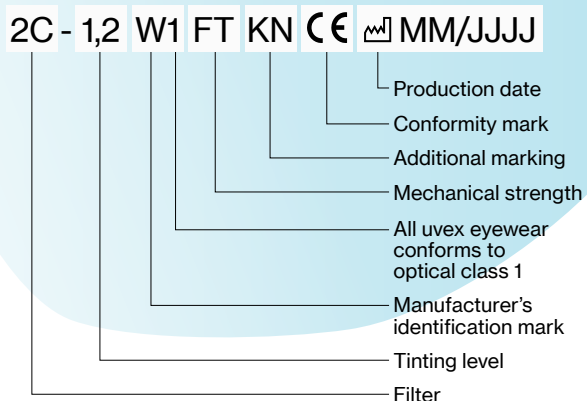 2C - 1,2 W1 FT KN CE MM/JJJJ
Production date
Conformity mark
Additional marking
Mechanical strength
All uvex eyewear
conforms to
optical class 1
Manufacturer's
identification mark
Tinting level
Filter